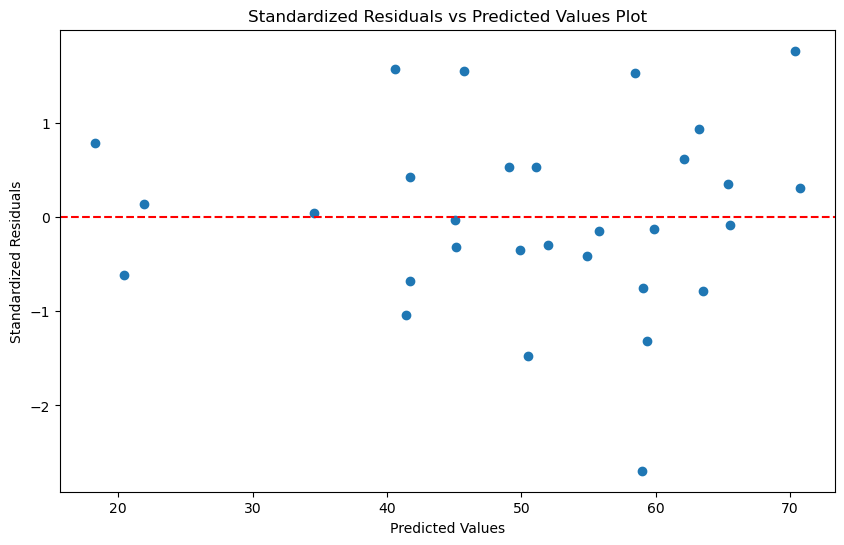 Standardized Residuals vs Predicted Values Plot
Standardized Residuals
1
0
−1
−2
20 30 40 50 60 70
Predicted Values